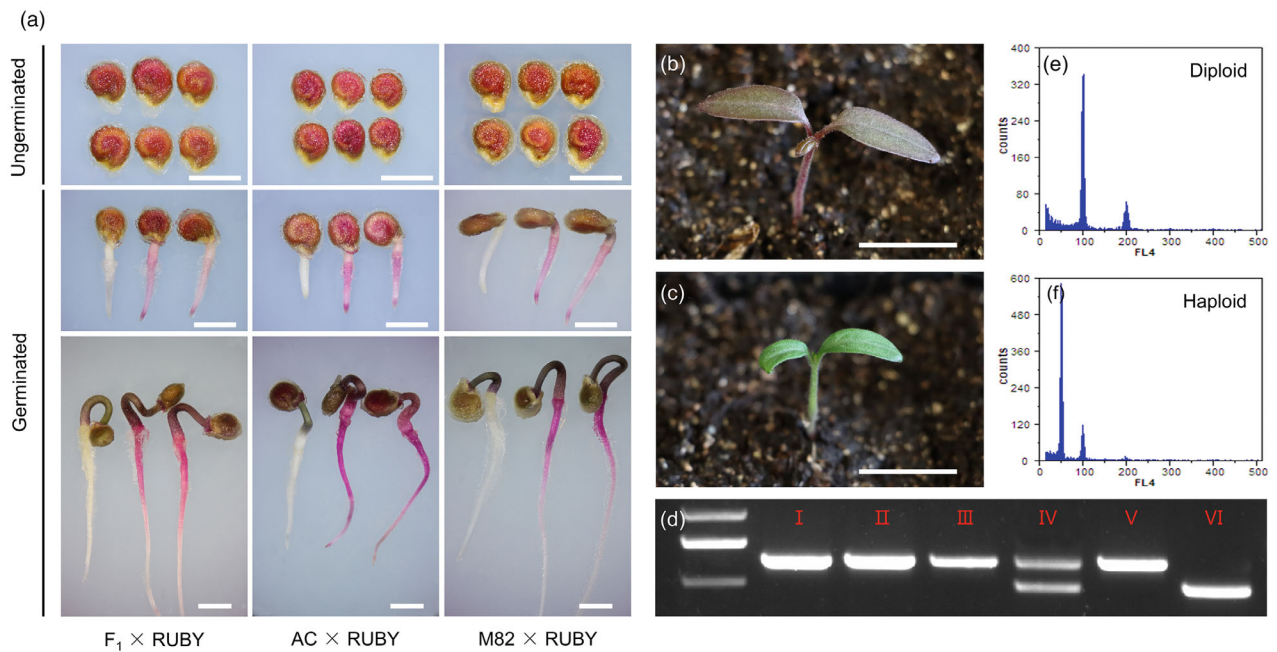 (a)
Ungerminated
Germinated
F₁ × RUBY
AC × RUBY
M82 × RUBY
(b)
(c)
(e)
Diploid
counts
400
320
240
160
80
0
0 100 200 300 400 500
FL4
(f)
Haploid
counts
600
480
360
240
120
0
0 100 200 300 400 500
FL4
(d)
I II III IV V VI